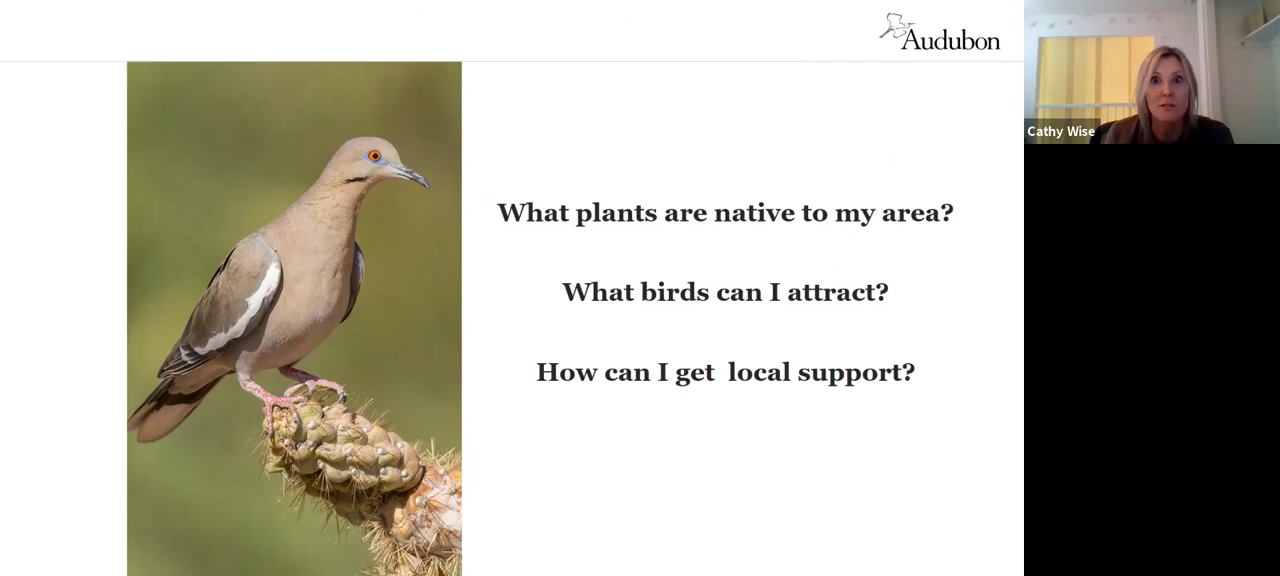 Audubon
Cathy Wise
What plants are native to my area?
What birds can I attract?
How can I get  local support?